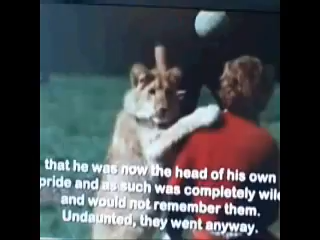 that he was now the head of his own
pride and as such was completely wild
and would not remember them.
Undaunted, they went anyway.